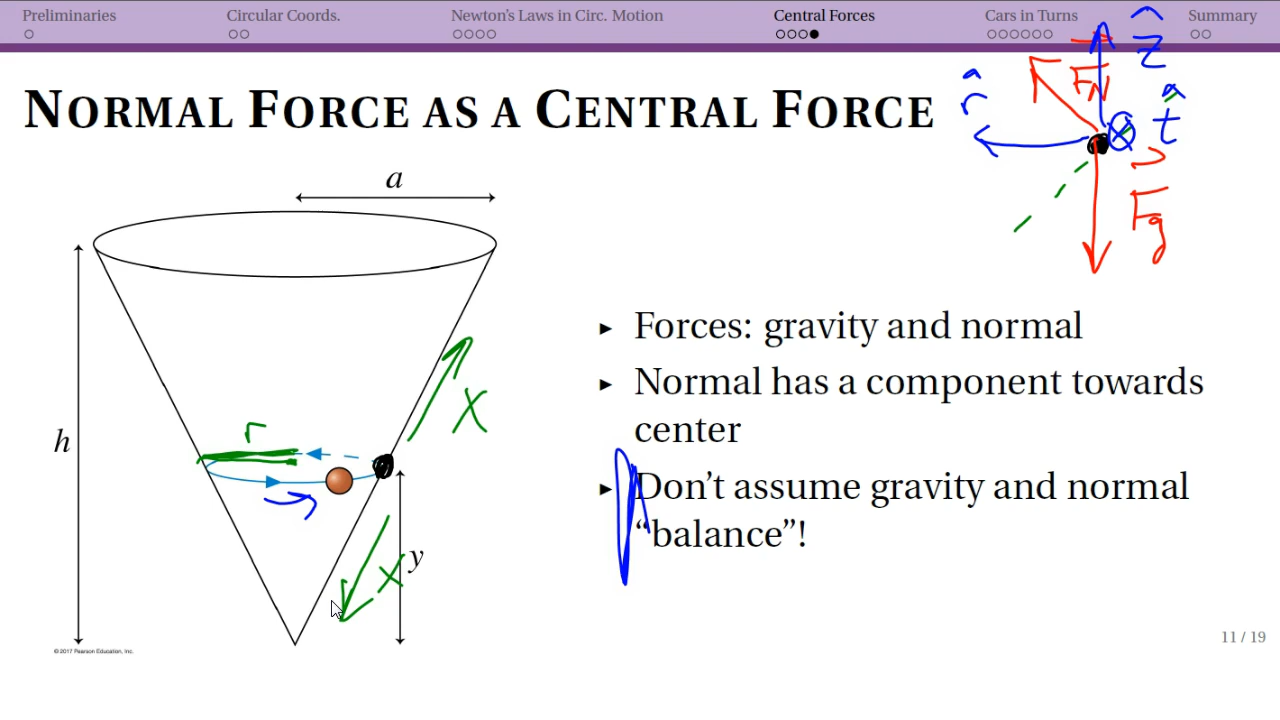 Preliminaries Circular Coords. Newton's Laws in Circ. Motion Central Forces Cars in Turns Summary
NORMAL FORCE AS A CENTRAL FORCE
r̂
F⃗N
ẑ
t̂
F⃗g
a
h
r
x
x
y
▸ Forces: gravity and normal
▸ Normal has a component towards
center
▸ Don't assume gravity and normal
“balance”!
11 / 19
© 2017 Pearson Education, Inc.